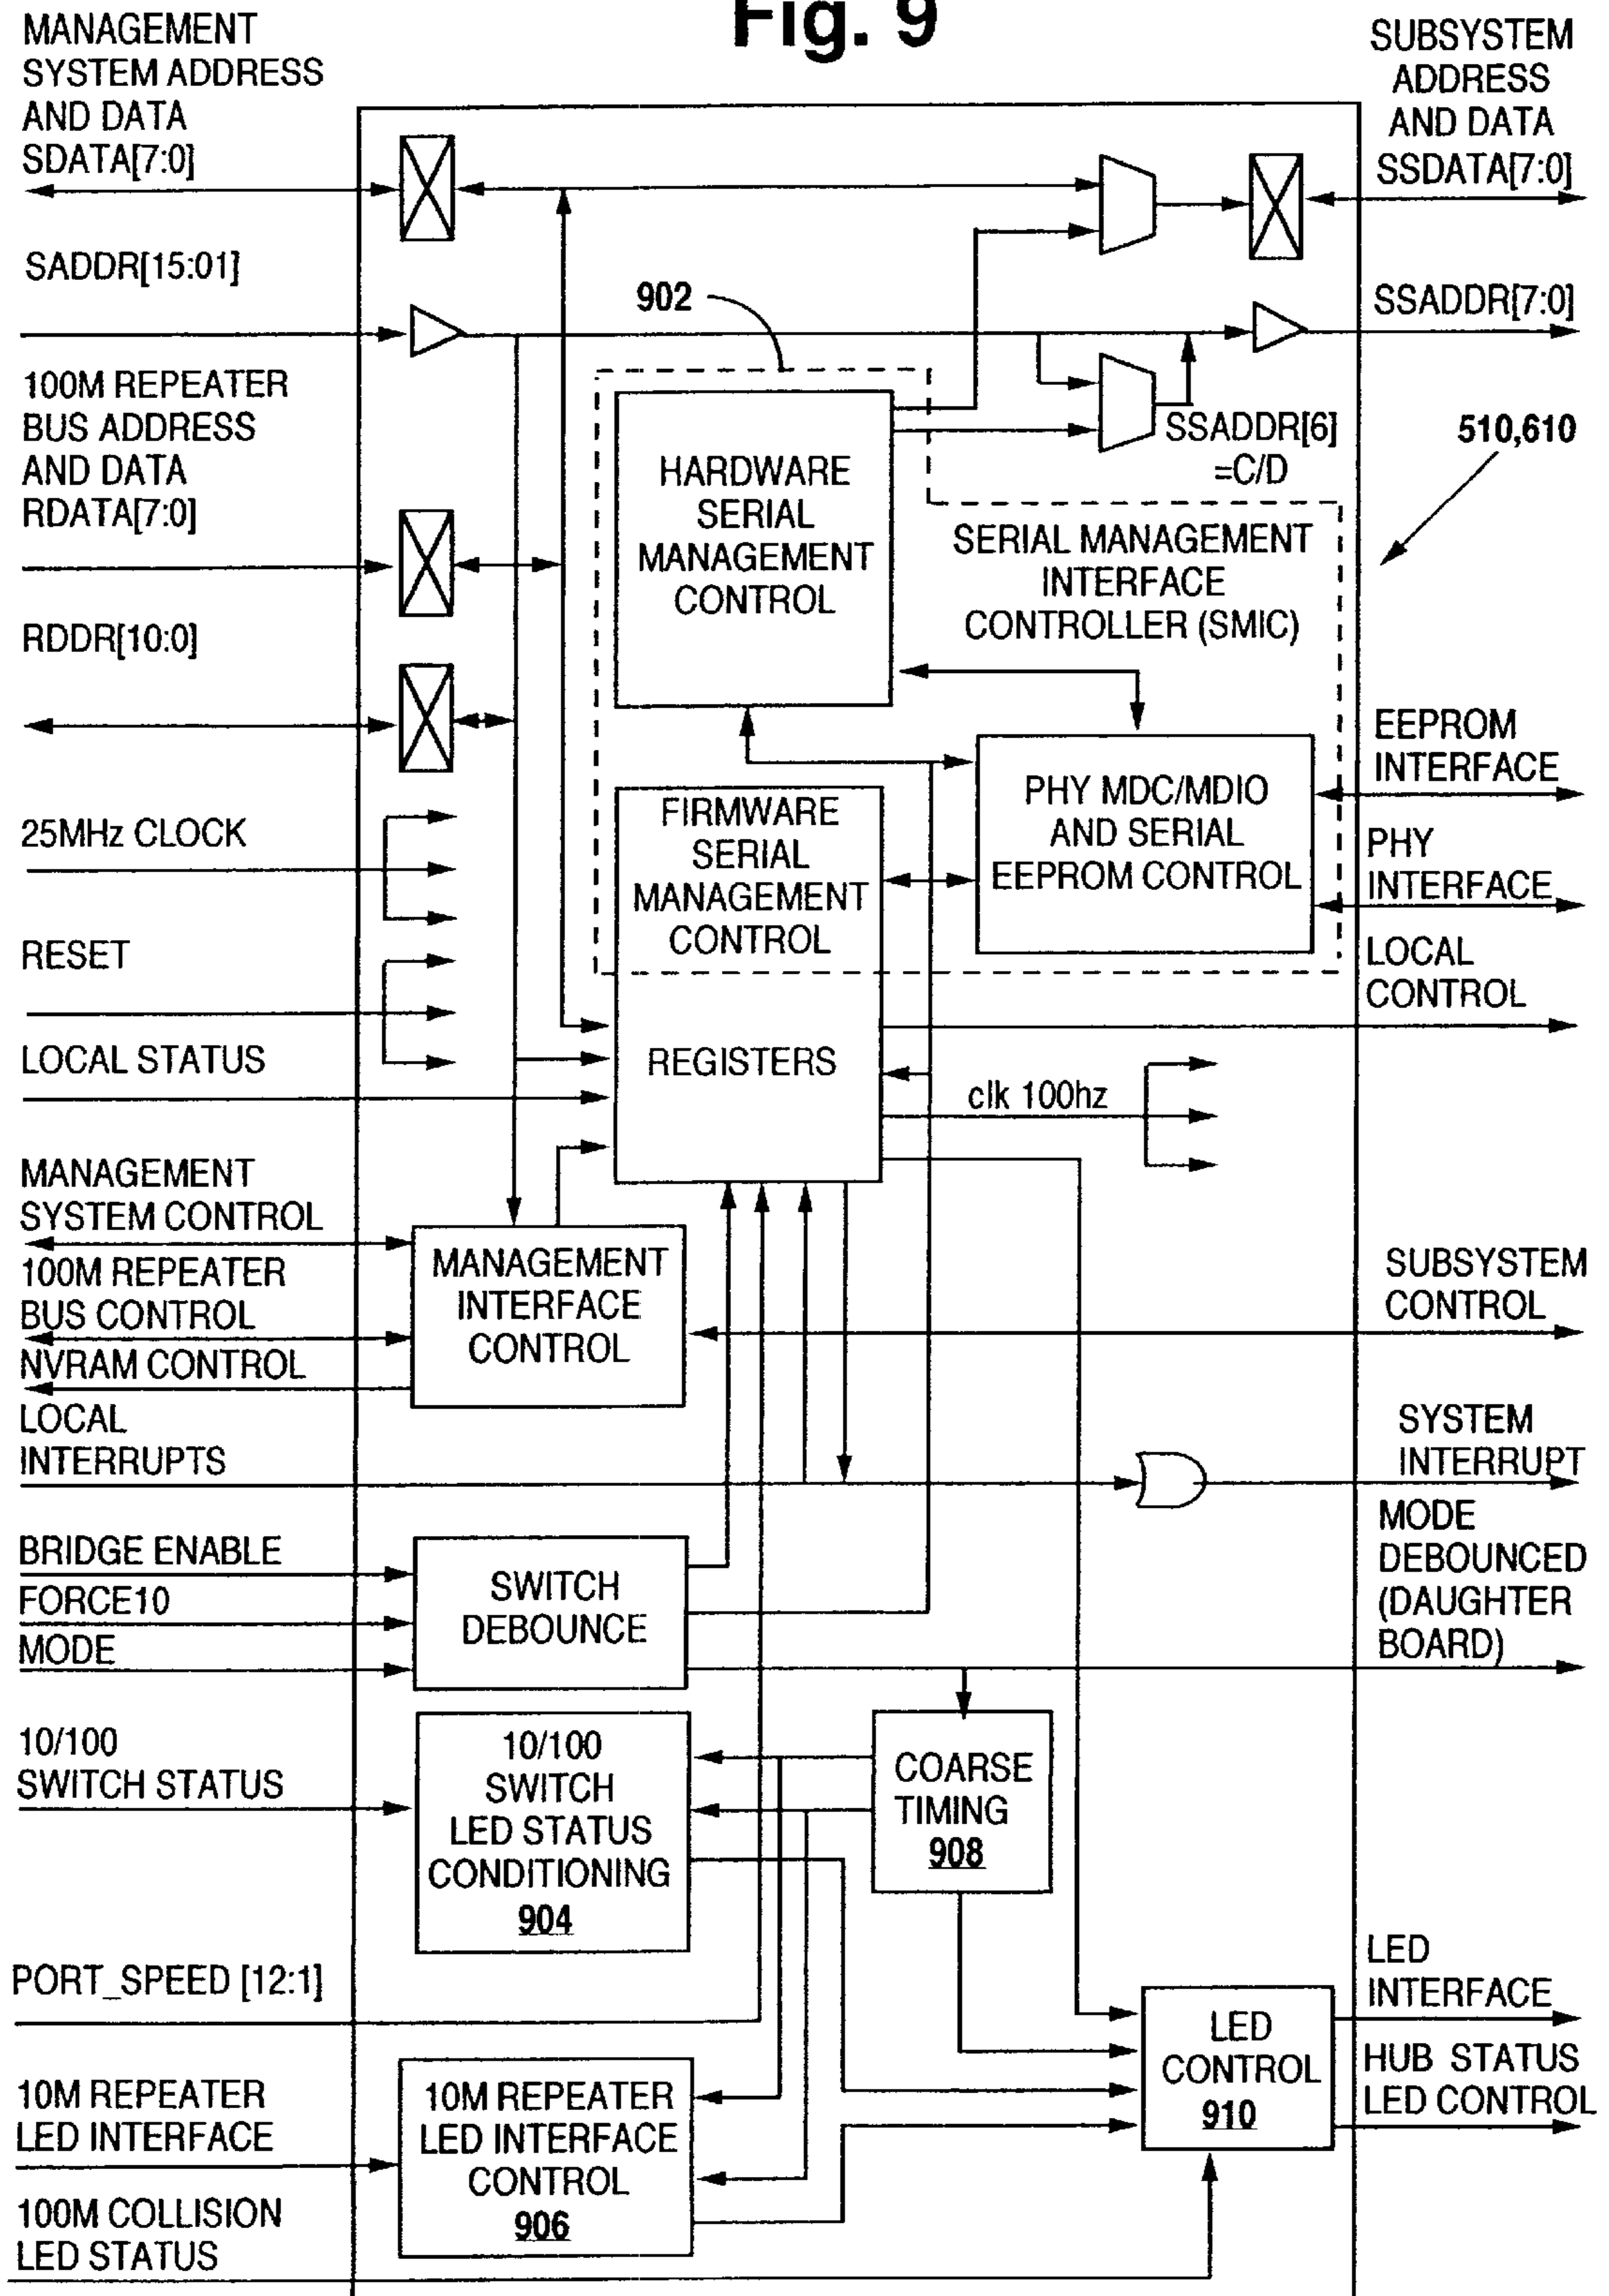 Fig. 9
MANAGEMENT
SYSTEM ADDRESS
AND DATA
SDATA[7:0]
SADDR[15:01]
100M REPEATER
BUS ADDRESS
AND DATA
RDATA[7:0]
RDDR[10:0]
25MHz CLOCK
RESET
LOCAL STATUS
MANAGEMENT
SYSTEM CONTROL
100M REPEATER
BUS CONTROL
NVRAM CONTROL
LOCAL
INTERRUPTS
BRIDGE ENABLE
FORCE10
MODE
10/100
SWITCH STATUS
PORT_SPEED [12:1]
10M REPEATER
LED INTERFACE
100M COLLISION
LED STATUS
902
HARDWARE
SERIAL
MANAGEMENT
CONTROL
SSADDR[6]
=C/D
SERIAL MANAGEMENT
INTERFACE
CONTROLLER (SMIC)
PHY MDC/MDIO
AND SERIAL
EEPROM CONTROL
FIRMWARE
SERIAL
MANAGEMENT
CONTROL
REGISTERS
clk 100hz
MANAGEMENT
INTERFACE
CONTROL
SWITCH
DEBOUNCE
10/100
SWITCH
LED STATUS
CONDITIONING
904
COARSE
TIMING
908
10M REPEATER
LED INTERFACE
CONTROL
906
LED
CONTROL
910
SUBSYSTEM
ADDRESS
AND DATA
SSDATA[7:0]
SSADDR[7:0]
510,610
EEPROM
INTERFACE
PHY
INTERFACE
LOCAL
CONTROL
SUBSYSTEM
CONTROL
SYSTEM
INTERRUPT
MODE
DEBOUNCED
(DAUGHTER
BOARD)
LED
INTERFACE
HUB STATUS
LED CONTROL